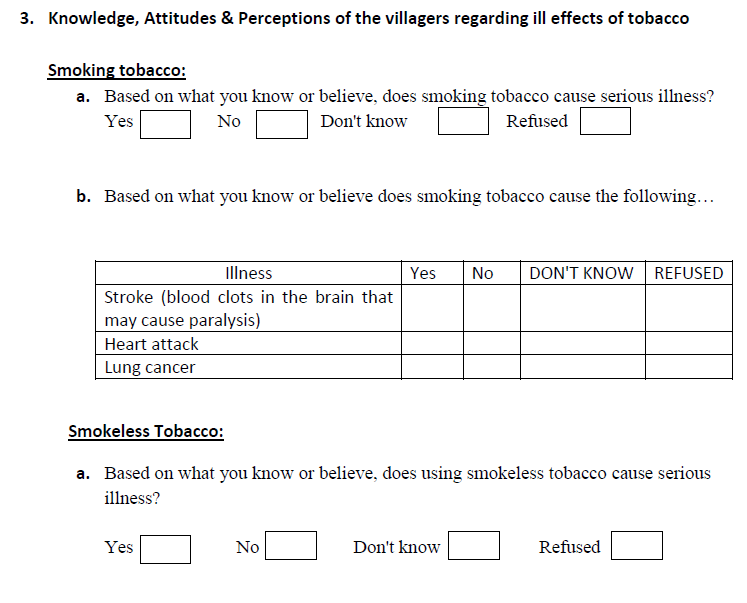 3. Knowledge, Attitudes & Perceptions of the villagers regarding ill effects of tobacco
Smoking tobacco:
a. Based on what you know or believe, does smoking tobacco cause serious illness?
Yes No Don't know Refused
b. Based on what you know or believe does smoking tobacco cause the following…
Illness Yes No DON'T KNOW REFUSED
Stroke (blood clots in the brain that
may cause paralysis)
Heart attack
Lung cancer
Smokeless Tobacco:
a. Based on what you know or believe, does using smokeless tobacco cause serious
illness?
Yes No Don't know Refused